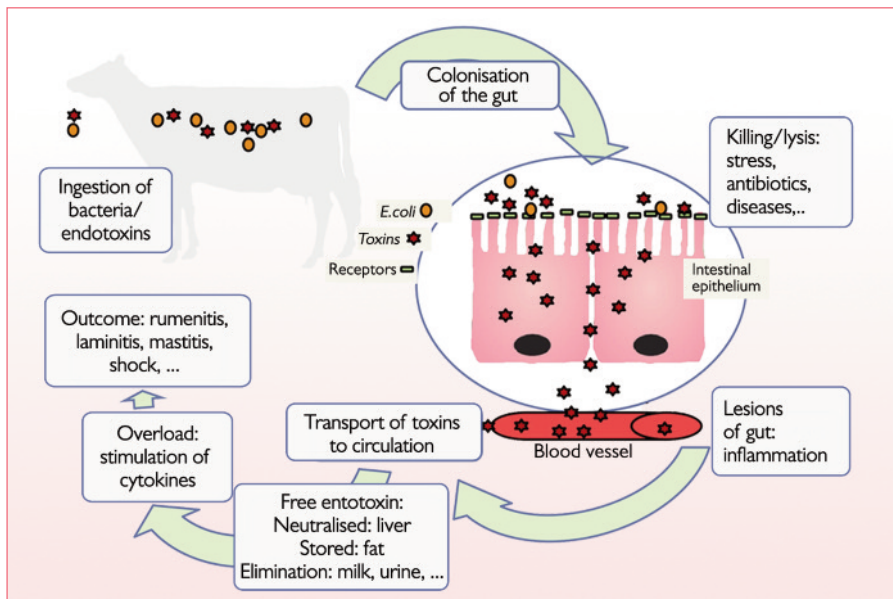 Colonisation
of the gut
Ingestion of
bacteria/
endotoxins
E.coli
Toxins
Receptors
Killing/lysis:
stress,
antibiotics,
diseases,..
Intestinal
epithelium
Lesions
of gut:
inflammation
Blood vessel
Transport of toxins
to circulation
Free entotoxin:
Neutralised: liver
Stored: fat
Elimination: milk, urine, ...
Overload:
stimulation of
cytokines
Outcome: rumenitis,
laminitis, mastitis,
shock, ...